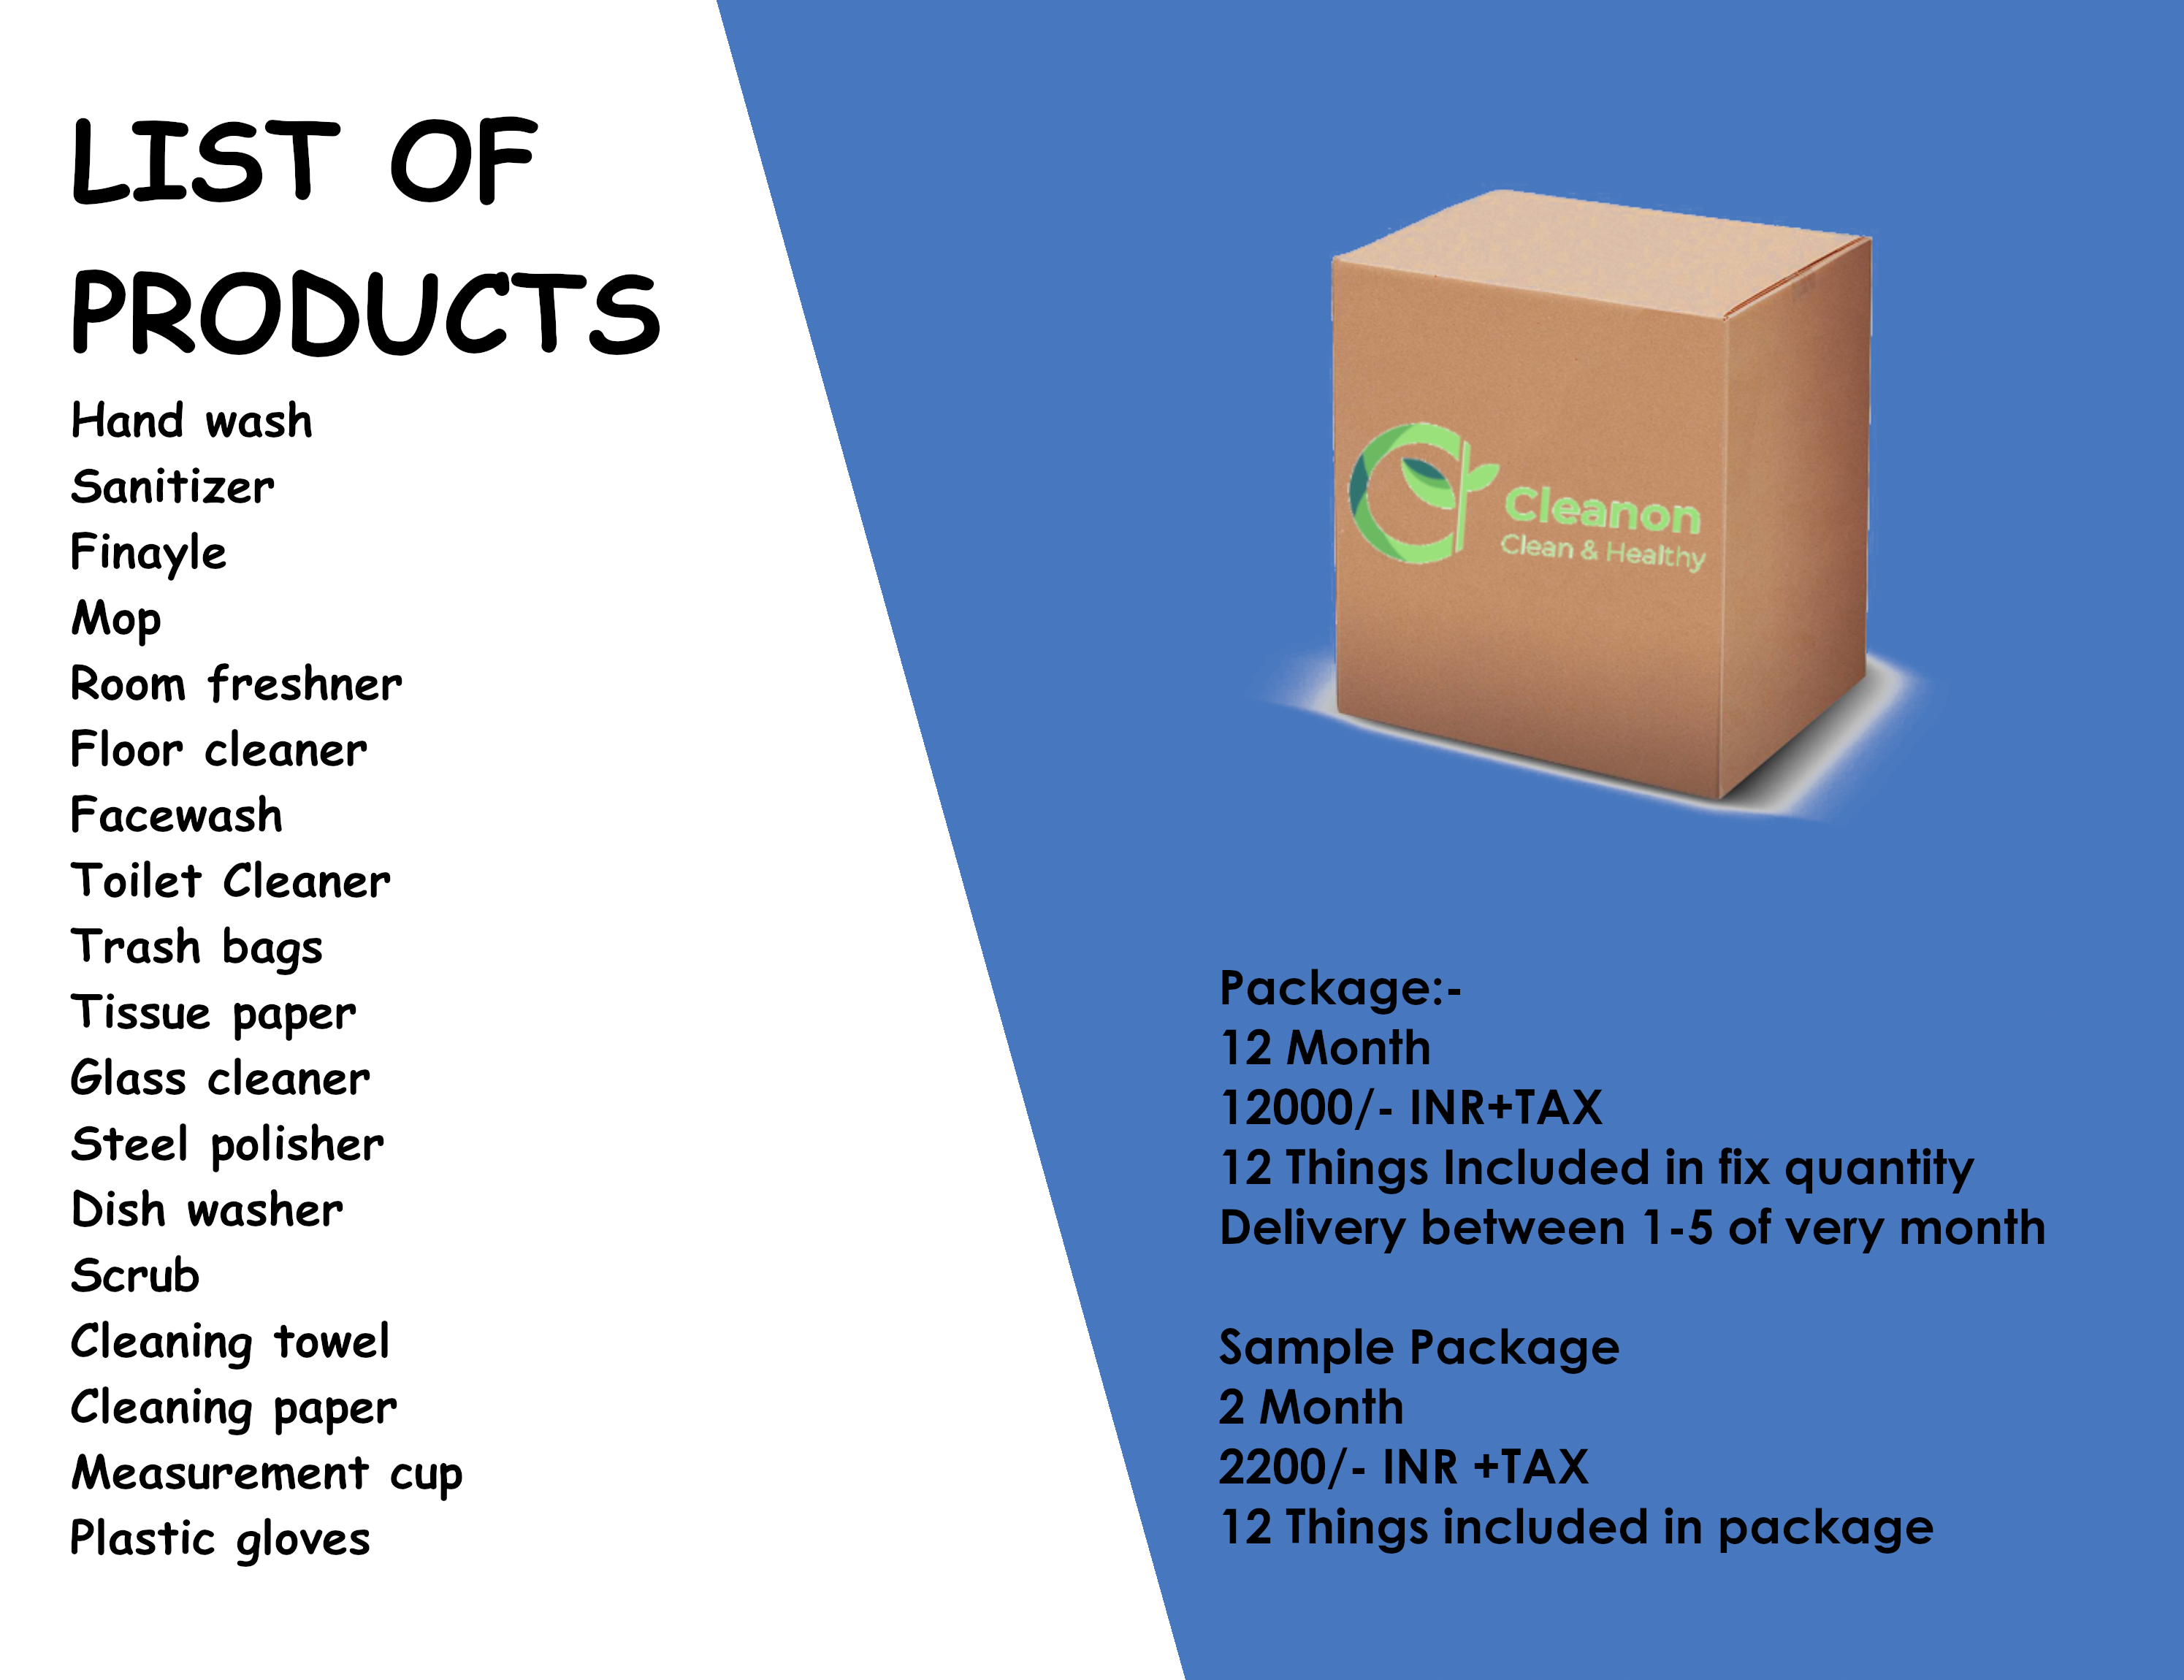 LIST OF
PRODUCTS
Hand wash
Sanitizer
Finayle
Mop
Room freshner
Floor cleaner
Facewash
Toilet Cleaner
Trash bags
Tissue paper
Glass cleaner
Steel polisher
Dish washer
Scrub
Cleaning towel
Cleaning paper
Measurement cup
Plastic gloves
Cleanon
Clean & Healthy
Package:-
12 Month
12000/- INR+TAX
12 Things Included in fix quantity
Delivery between 1-5 of very month
Sample Package
2 Month
2200/- INR +TAX
12 Things included in package